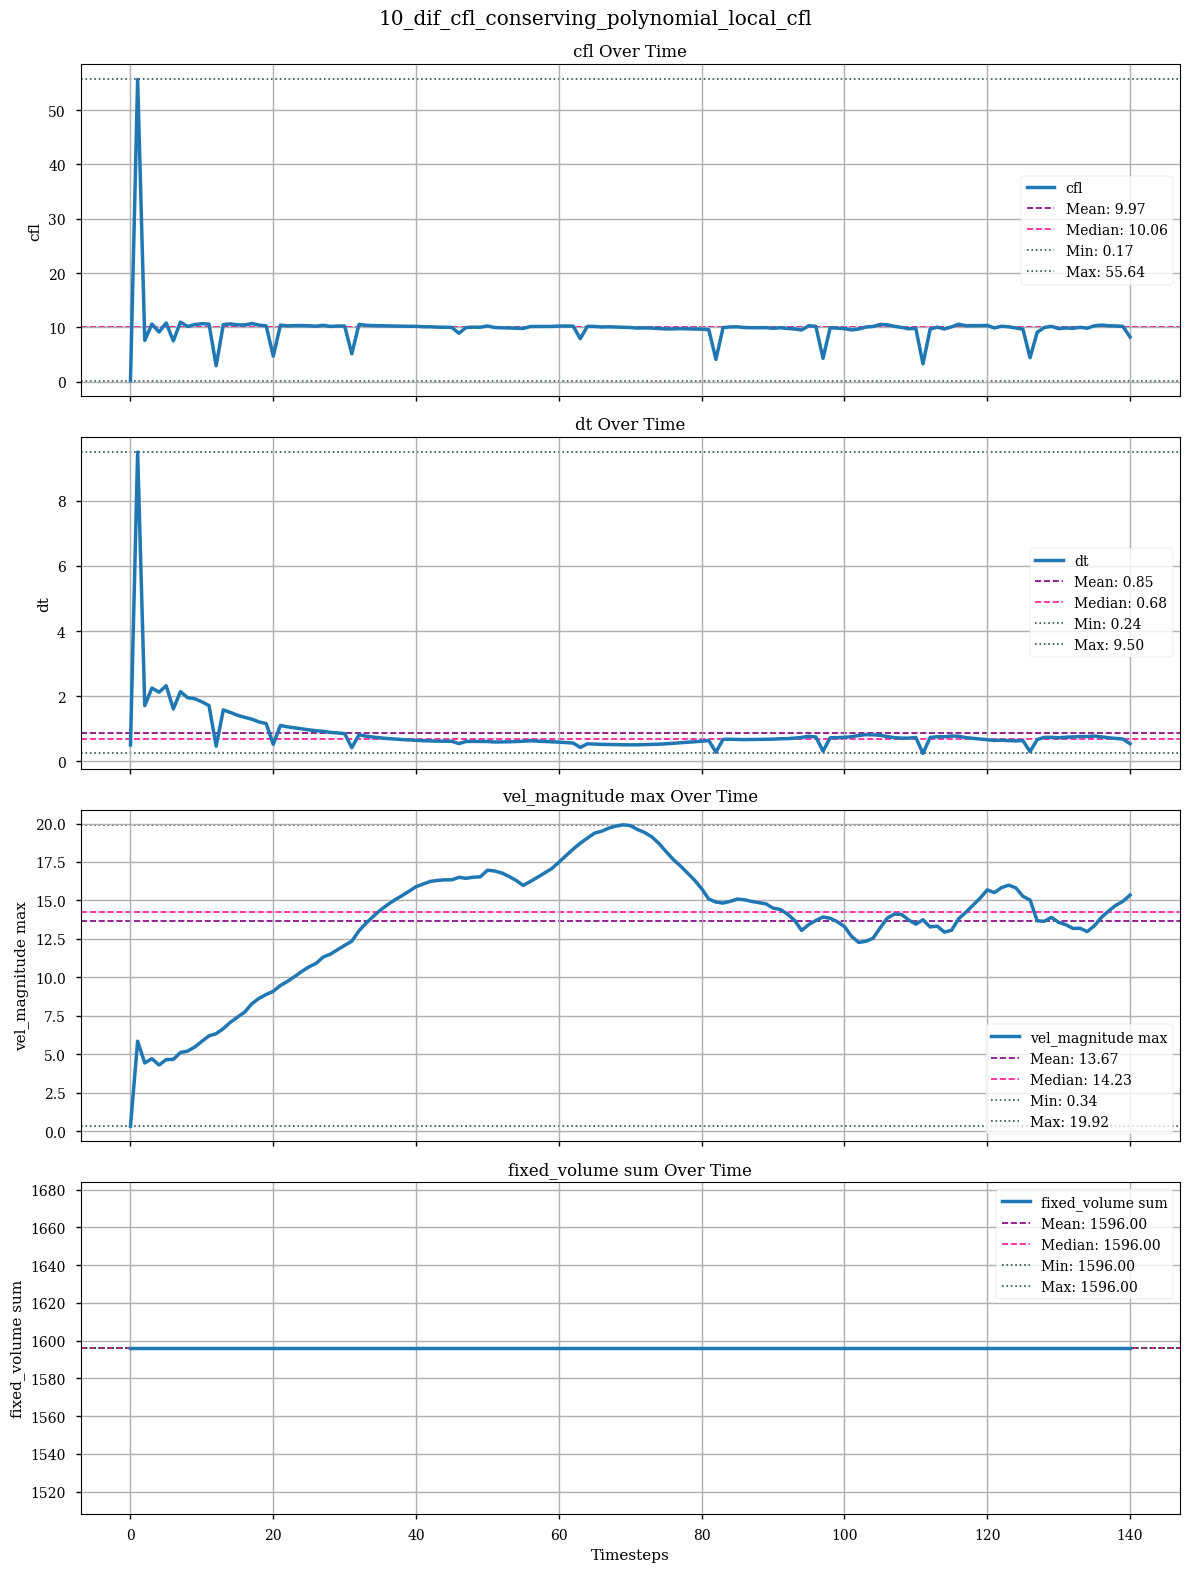 10_dif_cfl_conserving_polynomial_local_cfl
cfl Over Time
cfl
50
40
30
20
10
0
cfl
Mean: 9.97
Median: 10.06
Min: 0.17
Max: 55.64
dt Over Time
dt
8
6
4
2
0
dt
Mean: 0.85
Median: 0.68
Min: 0.24
Max: 9.50
vel_magnitude max Over Time
vel_magnitude max
20.0
17.5
15.0
12.5
10.0
7.5
5.0
2.5
0.0
vel_magnitude max
Mean: 13.67
Median: 14.23
Min: 0.34
Max: 19.92
fixed_volume sum Over Time
fixed_volume sum
1680
1660
1640
1620
1600
1580
1560
1540
1520
fixed_volume sum
Mean: 1596.00
Median: 1596.00
Min: 1596.00
Max: 1596.00
0 20 40 60 80 100 120 140
Timesteps